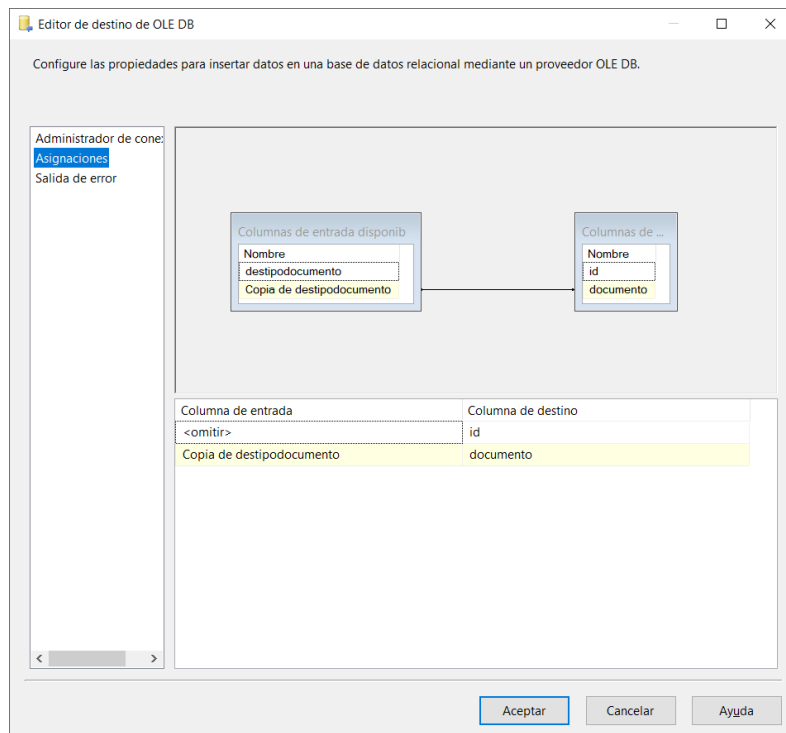 Editor de destino de OLE DB
Configure las propiedades para insertar datos en una base de datos relacional mediante un proveedor OLE DB.
Administrador de cone
Asignaciones
Salida de error
Columnas de entrada disponib
Nombre
destipodocumento
Copia de destipodocumento
Columnas de ...
Nombre
id
documento
Columna de entrada Columna de destino
<omitir> id
Copia de destipodocumento documento
Aceptar Cancelar Ayuda